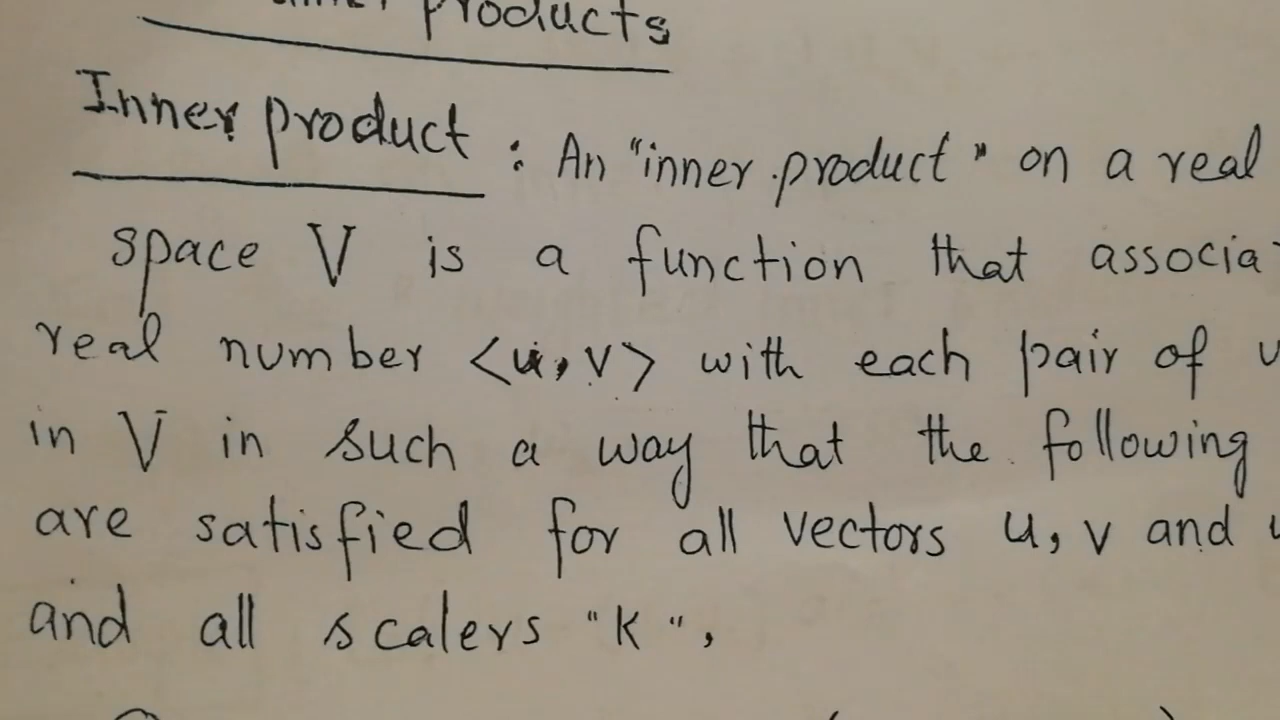 products
Inner product : An "inner product" on a real
space V is a function that associa
real number <u, v> with each pair of
in V in such a way that the following
are satisfied for all vectors u, v and
and all scalers "K",